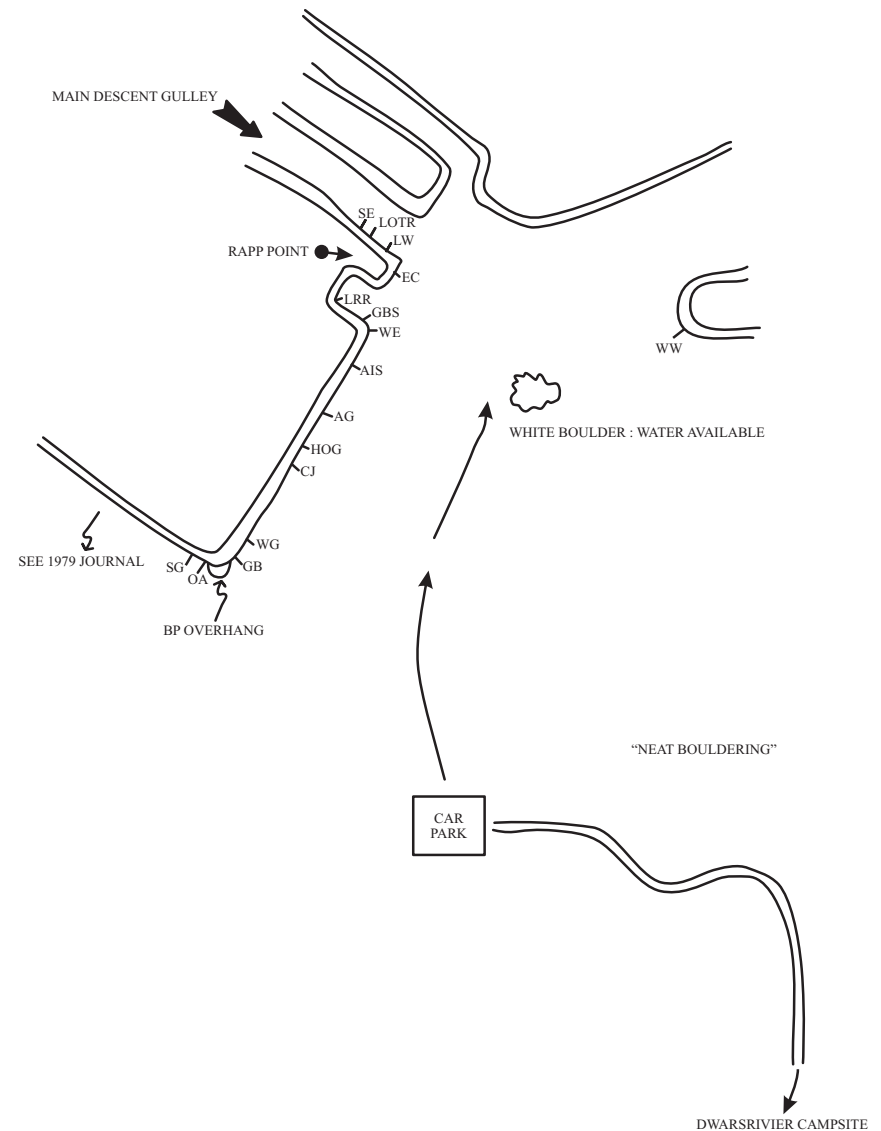 MAIN DESCENT GULLEY
SE
LOTR
LW
RAPP POINT
EC
LRR
GBS
WE
WW
AIS
AG
WHITE BOULDER : WATER AVAILABLE
HOG
CJ
WG
SEE 1979 JOURNAL
SG
OA
GB
BP OVERHANG
“NEAT BOULDERING”
CAR
PARK
DWARSRIVIER CAMPSITE